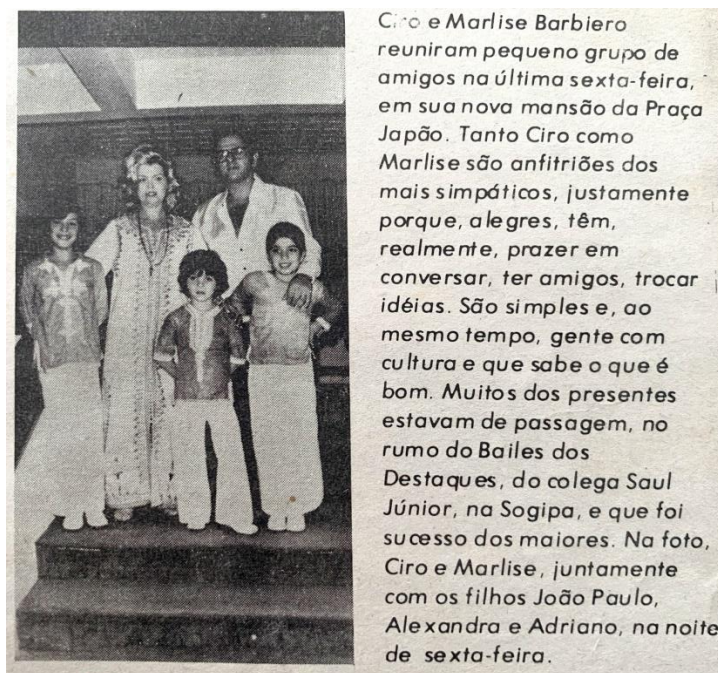 Ciro e Marlise Barbiero
reuniram pequeno grupo de
amigos na última sexta-feira,
em sua nova mansão da Praça
Japão. Tanto Ciro como
Marlise são anfitriões dos
mais simpáticos, justamente
porque, alegres, têm,
realmente, prazer em
conversar, ter amigos, trocar
idéias. São simples e, ao
mesmo tempo, gente com
cultura e que sabe o que é
bom. Muitos dos presentes
estavam de passagem, no
rumo do Bailes dos
Destaques, do colega Saul
Júnior, na Sogipa, e que foi
sucesso dos maiores. Na foto,
Ciro e Marlise, juntamente
com os filhos João Paulo,
Alexandra e Adriano, na noite
de sexta-feira.